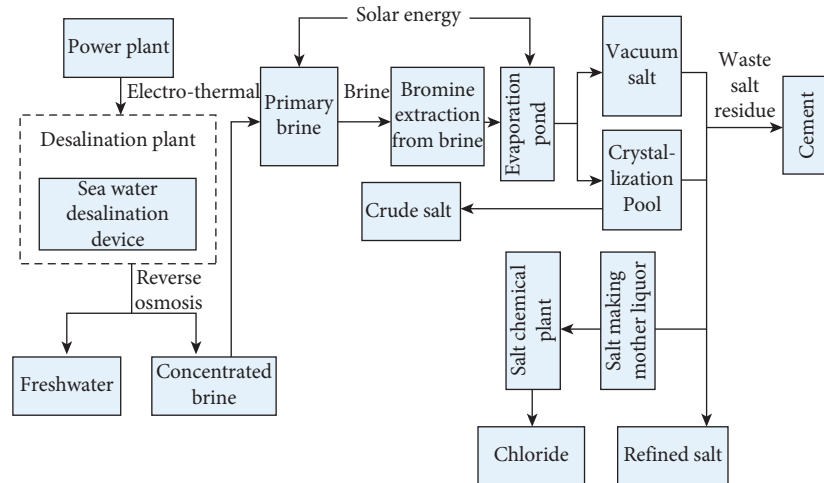 Solar energy
Power plant
Electro-thermal
Desalination plant
Sea water
desalination
device
Reverse
osmosis
Freshwater
Concentrated
brine
Primary
brine
Brine
Bromine
extraction
from brine
Evaporation
pond
Vacuum
salt
Crystal-
lization
Pool
Crude salt
Waste
salt
residue
Cement
Salt making
mother liquor
Salt chemical
plant
Chloride
Refined salt